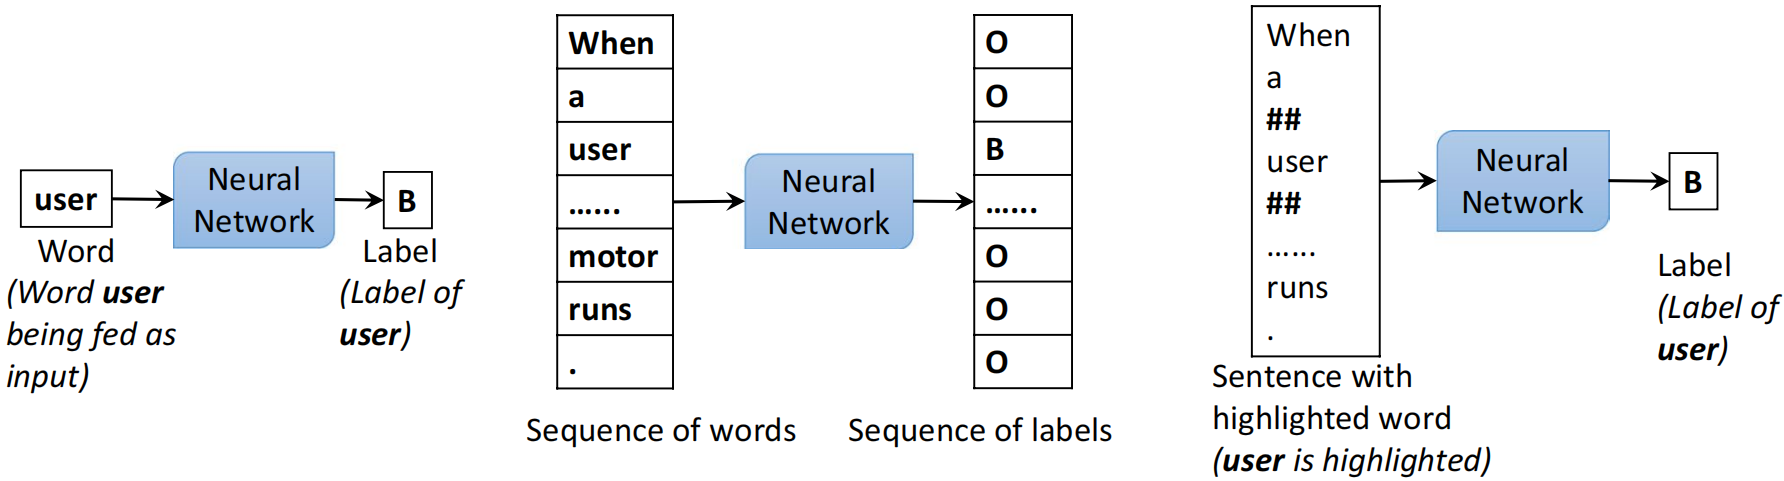 user
Neural
Network
B
Word
(Word user
being fed as
input)
Label
(Label of
user)
When
a
user
......
motor
runs
.
Neural
Network
O
O
B
......
O
O
O
Sequence of words
Sequence of labels
When
a
##
user
##
......
runs
.
Neural
Network
B
Sentence with
highlighted word
(user is highlighted)
Label
(Label of
user)